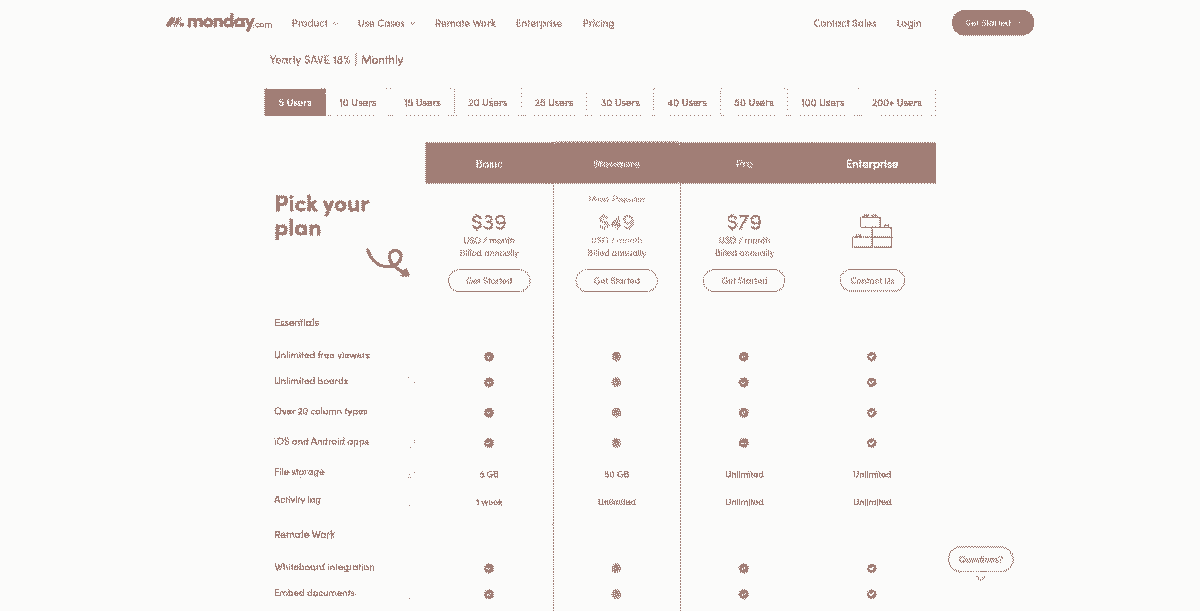 monday.com Product Use Cases Remote Work Enterprise Pricing Contact Sales Login Get Started
Yearly SAVE 18% | Monthly
5 Users 10 Users 15 Users 20 Users 25 Users 30 Users 40 Users 50 Users 100 Users 200+ Users
Basic Standard Pro Enterprise
Pick your
plan
Most Popular
$39 $49 $79
USD / month USD / month USD / month
Billed annually Billed annually Billed annually
Get Started Get Started Get Started Contact Us
Essentials
Unlimited free viewers
Unlimited boards
Over 20 column types
iOS and Android apps
File storage 5 GB 50 GB Unlimited Unlimited
Activity log 1 week Unlimited Unlimited Unlimited
Remote Work
Whiteboard integration
Embed documents
Questions?